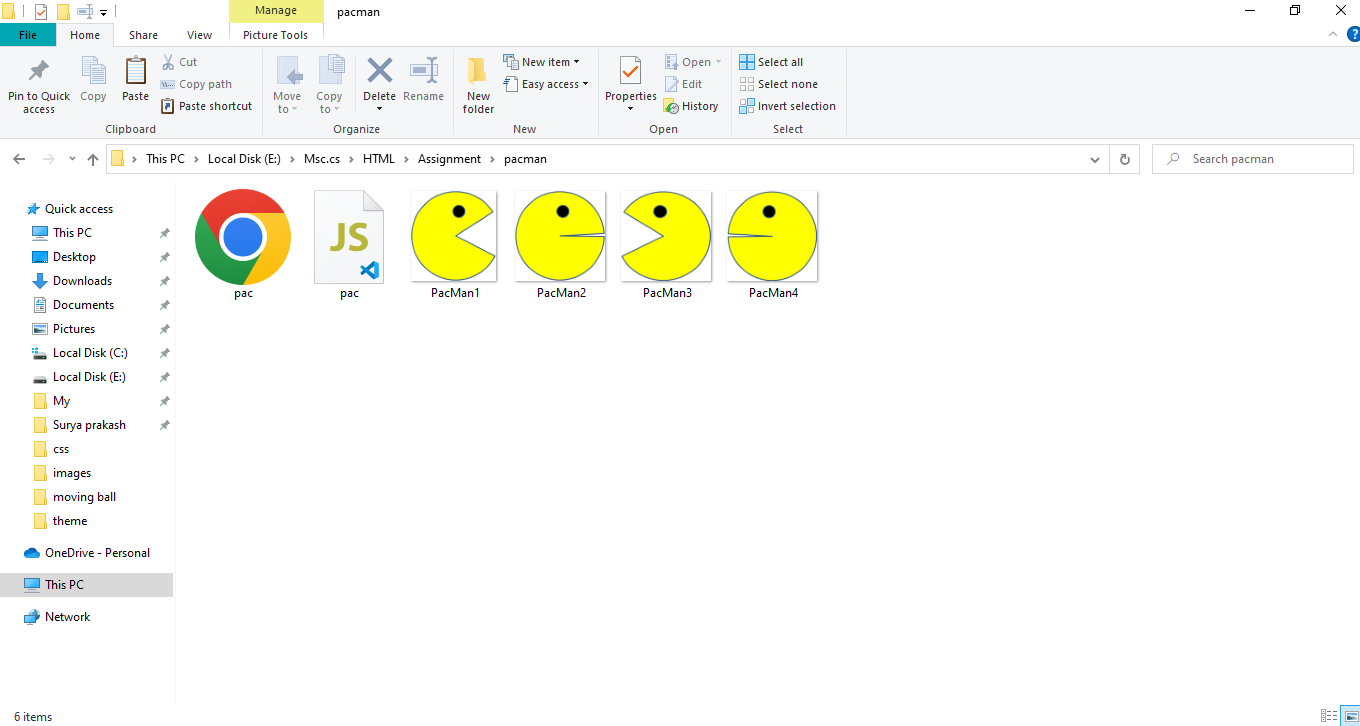 Manage
pacman
File
Home
Share
View
Picture Tools
?
Pin to Quick access
Copy
Paste
Cut
Copy path
Paste shortcut
Move to
Copy to
Delete
Rename
New folder
New item
Easy access
Properties
Open
Edit
History
Select all
Select none
Invert selection
Clipboard
Organize
New
Open
Select
This PC
Local Disk (E:)
Msc.cs
HTML
Assignment
pacman
Search pacman
Quick access
This PC
Desktop
Downloads
Documents
Pictures
Local Disk (C:)
Local Disk (E:)
My
Surya prakash
css
images
moving ball
theme
OneDrive - Personal
This PC
Network
JS
pac
pac
PacMan1
PacMan2
PacMan3
PacMan4
6 items